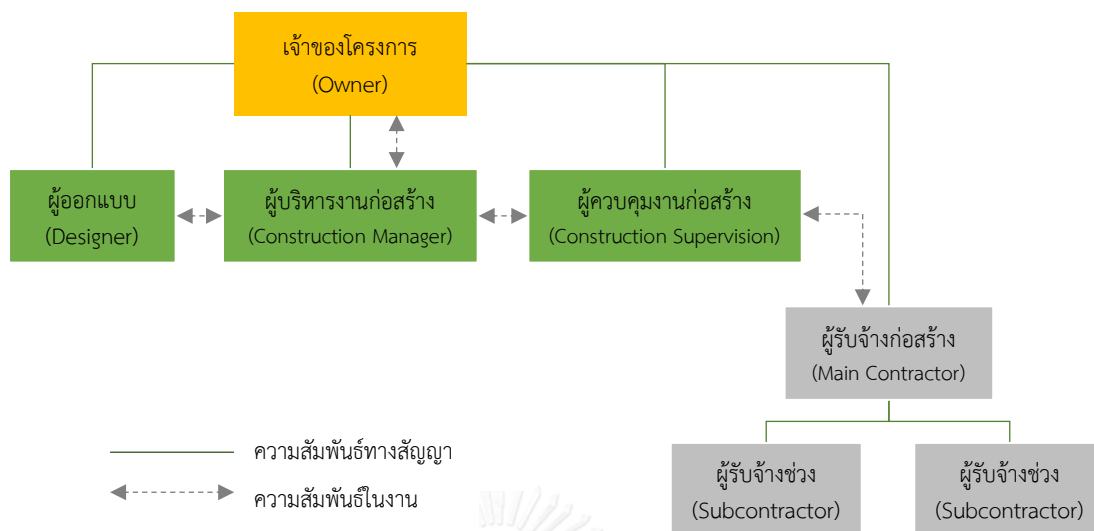 เจ้าของโครงการ
(Owner)
ผู้ออกแบบ
(Designer)
ผู้บริหารงานก่อสร้าง
(Construction Manager)
ผู้ควบคุมงานก่อสร้าง
(Construction Supervision)
ผู้รับจ้างก่อสร้าง
(Main Contractor)
ความสัมพันธ์ทางสัญญา
ความสัมพันธ์ในงาน
ผู้รับจ้างช่วง
(Subcontractor)
ผู้รับจ้างช่วง
(Subcontractor)